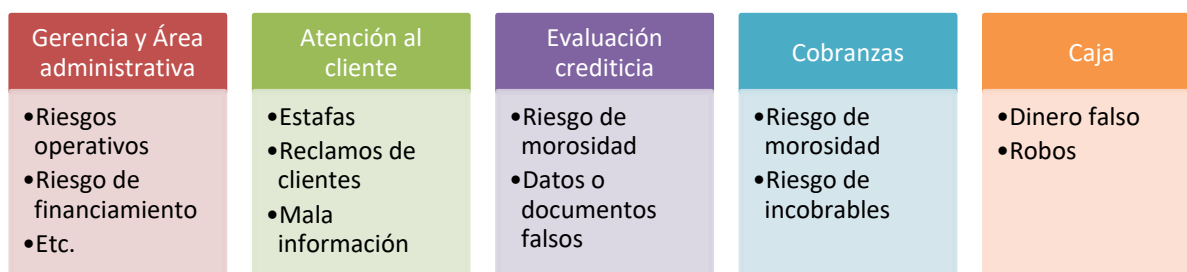 Gerencia y Área
administrativa
•Riesgos
operativos
•Riesgo de
financiamiento
•Etc.
Atención al
cliente
•Estafas
•Reclamos de
clientes
•Mala
información
Evaluación
crediticia
•Riesgo de
morosidad
•Datos o
documentos
falsos
Cobranzas
•Riesgo de
morosidad
•Riesgo de
incobrables
Caja
•Dinero falso
•Robos